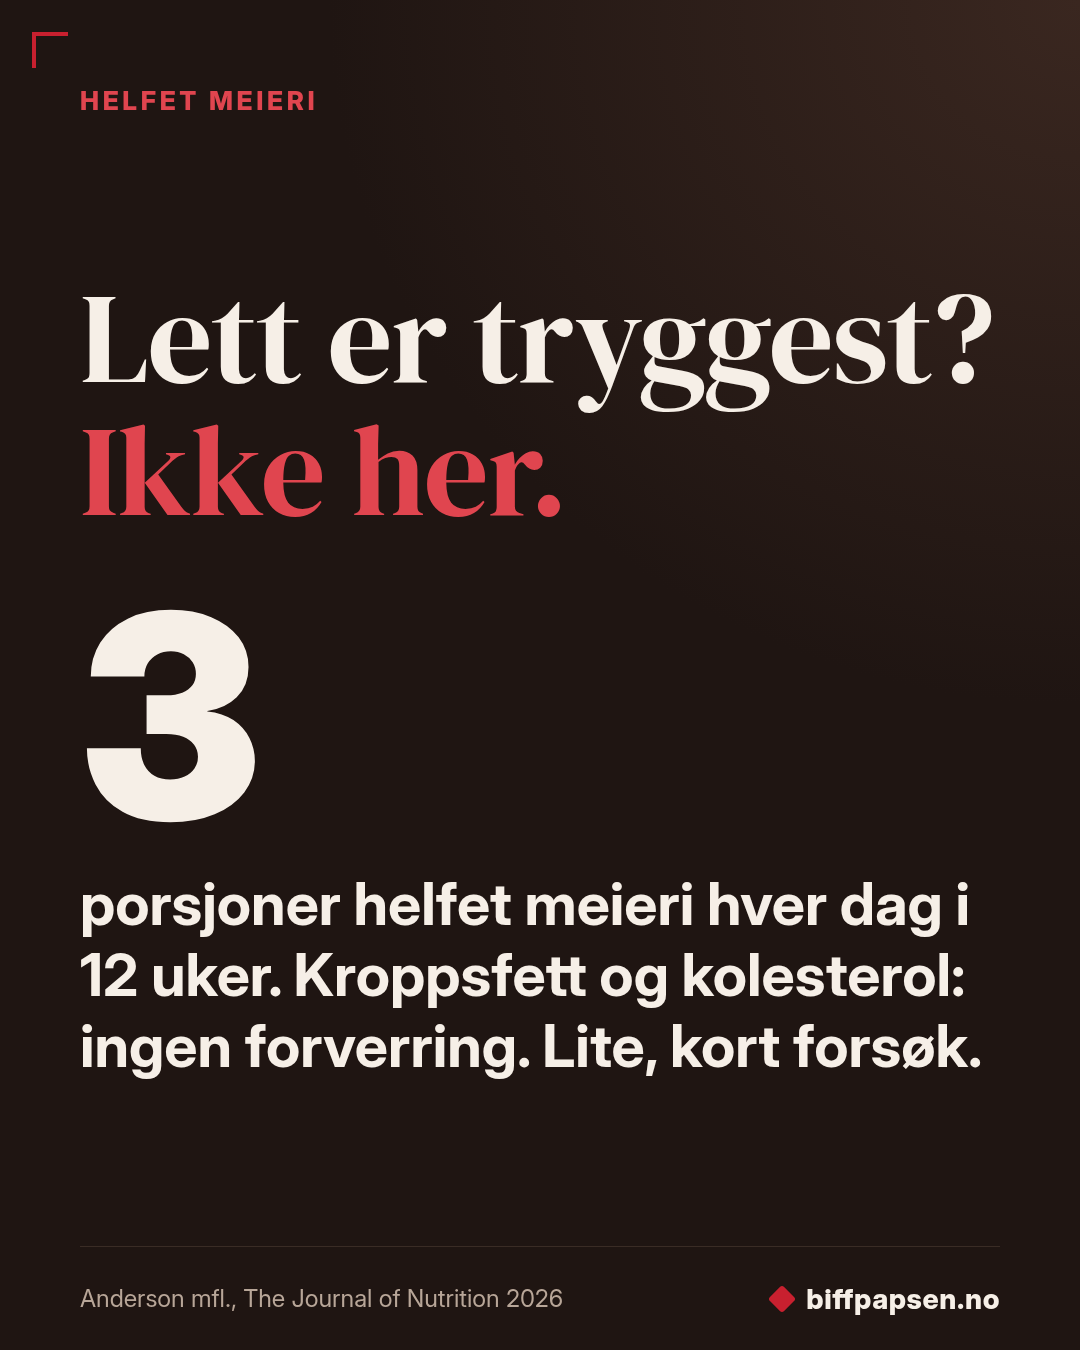 HELFET MEIERI
Lett er tryggest?
Ikke her.
3
porsjoner helfet meieri hver dag i
12 uker. Kroppsfett og kolesterol:
ingen forverring. Lite, kort forsøk.
Anderson mfl., The Journal of Nutrition 2026
biffpapsen.no